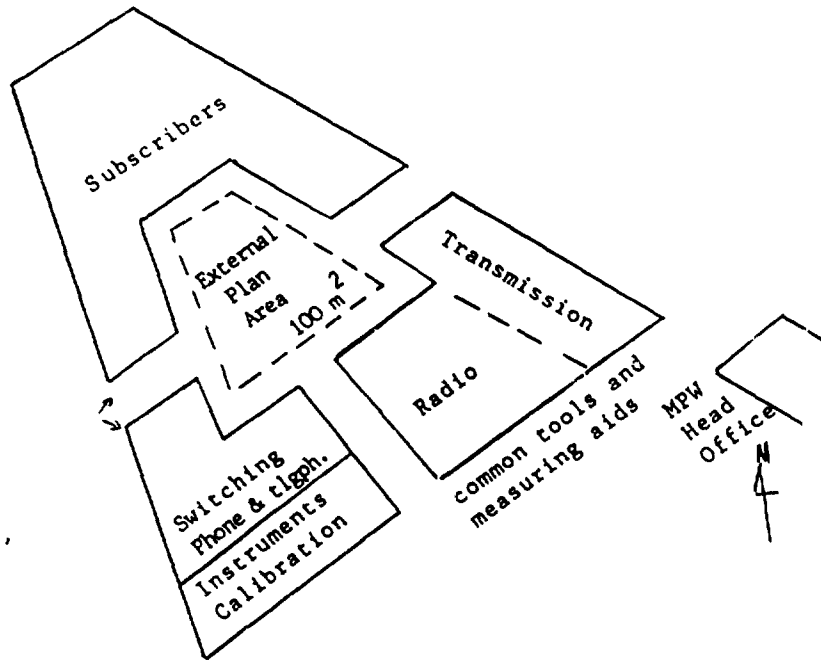 Subscribers
External
Plan
Area
100 m 2
Transmission
Radio
common tools and
measuring aids
MPW
Head
Office
N
Switching
Phone & tlgph.
Instruments
Calibration